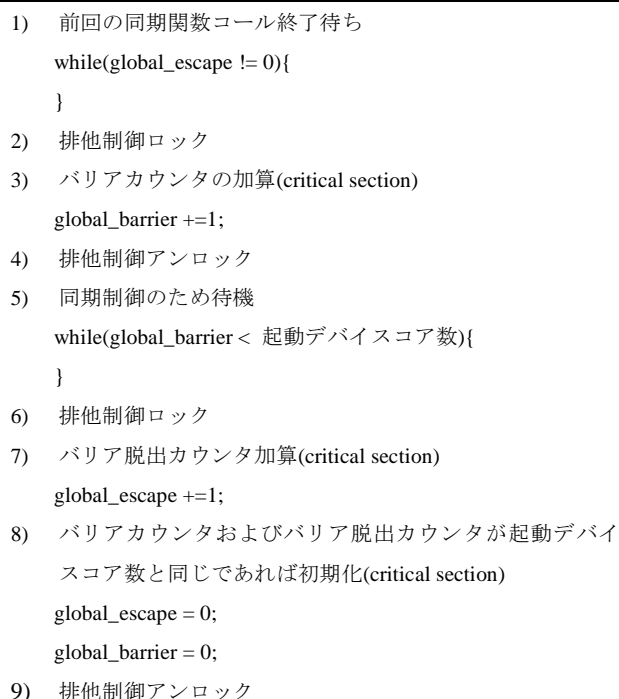 1) 前回の同期関数コール終了待ち
while(global_escape != 0){
}
2) 排他制御ロック
3) バリアカウンタの加算(critical section)
global_barrier +=1;
4) 排他制御アンロック
5) 同期制御のため待機
while(global_barrier < 起動デバイスコア数){
}
6) 排他制御ロック
7) バリア脱出カウンタ加算(critical section)
global_escape +=1;
8) バリアカウンタおよびバリア脱出カウンタが起動デバイ
スコア数と同じであれば初期化(critical section)
global_escape = 0;
global_barrier = 0;
9) 排他制御アンロック